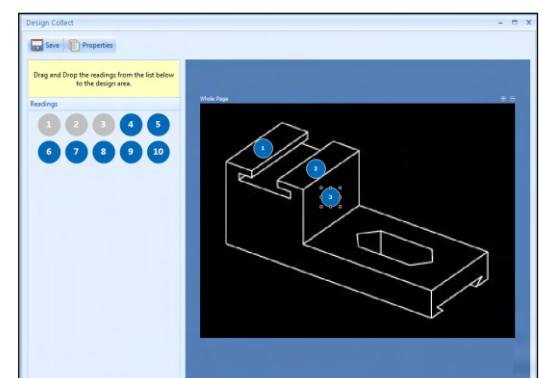 Design Collect
Save Properties
Drag and Drop the readings from the list below
to the design area.
Readings
1 2 3 4 5
6 7 8 9 10
Whole Page
1
2
3